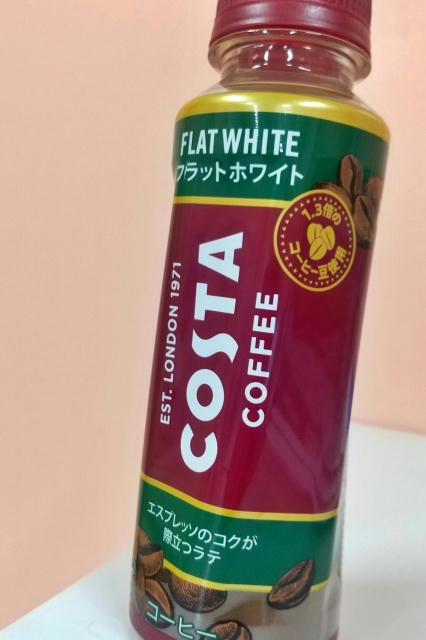 FLAT WHITE
フラットホワイト
1.3倍の
コーヒー豆使用
EST. LONDON 1971
COSTA
COFFEE
エスプレッソのコクが
際立つラテ
コーヒー